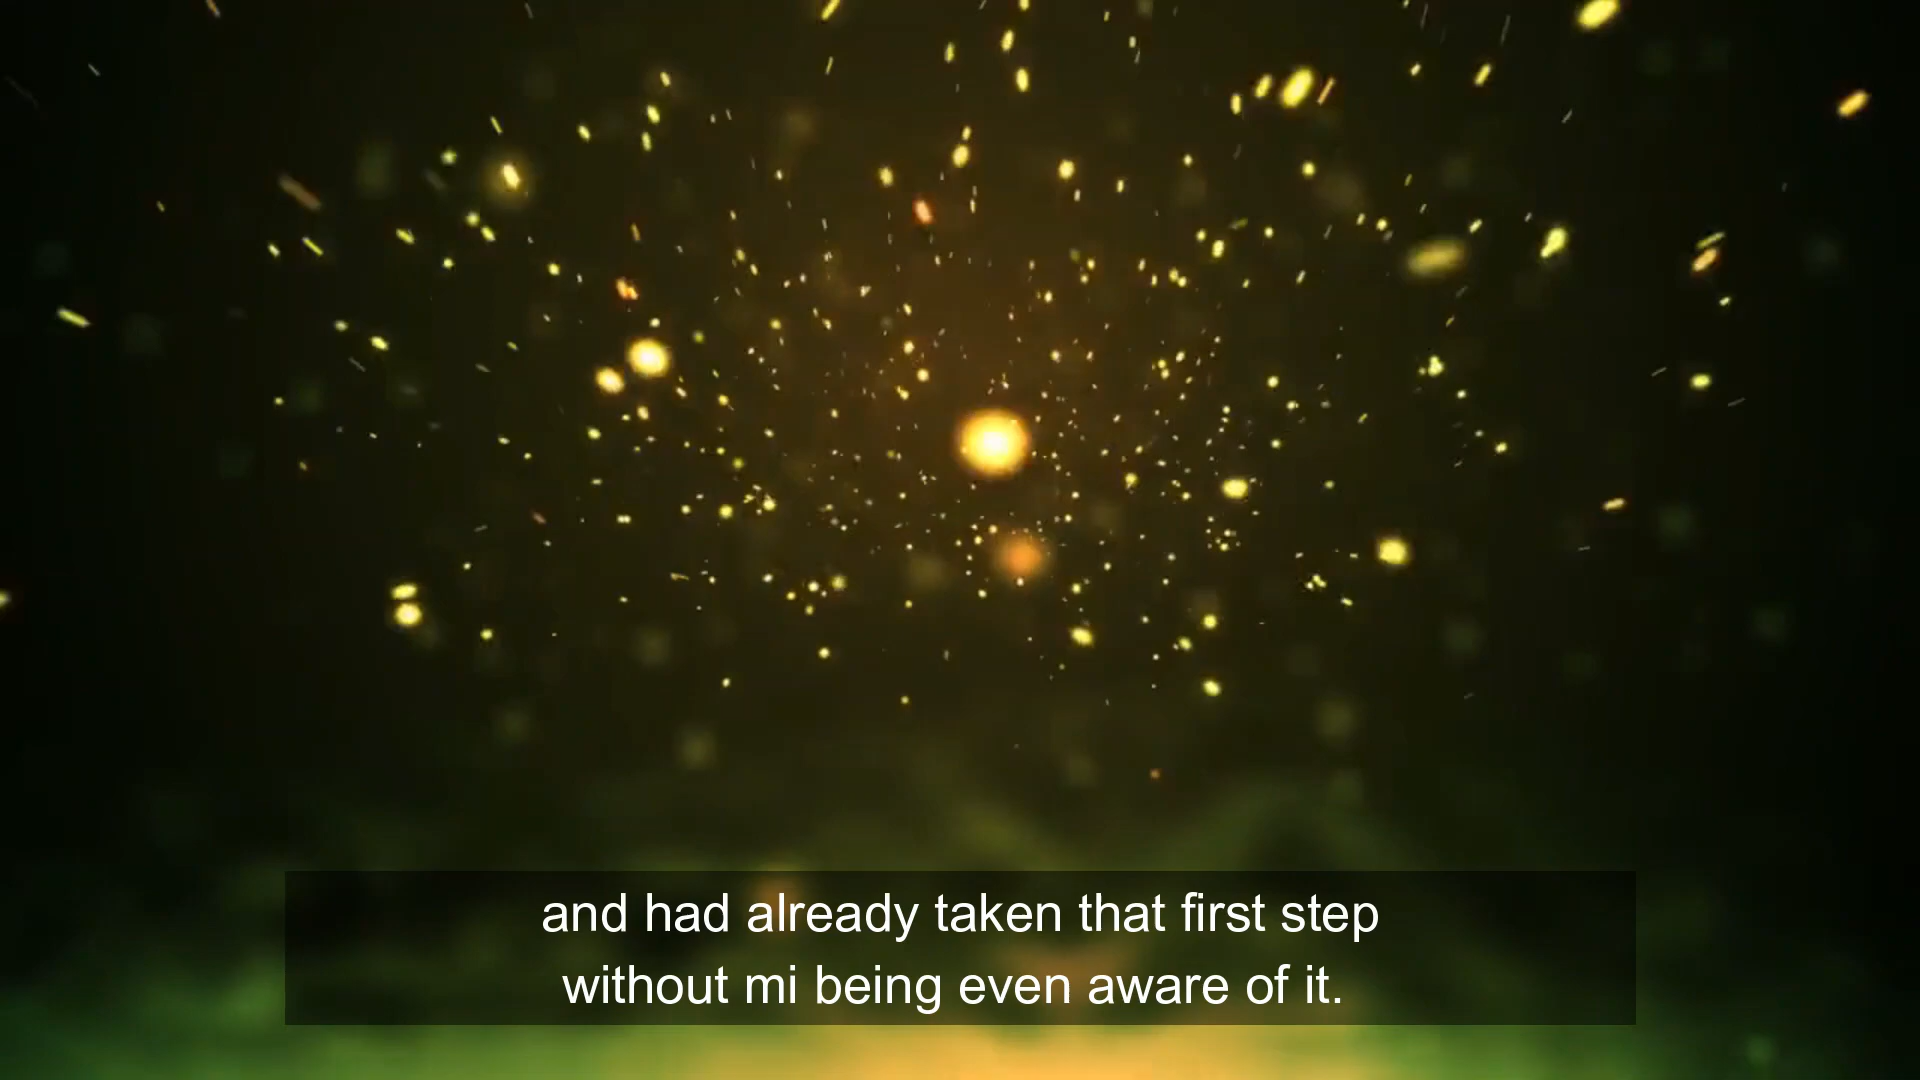 and had already taken that first step
without mi being even aware of it.